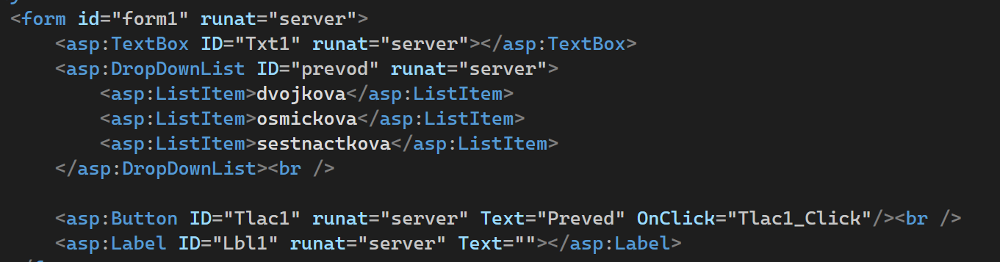 <form id="form1" runat="server">
<asp:TextBox ID="Txt1" runat="server"></asp:TextBox>
<asp:DropDownList ID="prevod" runat="server">
<asp:ListItem>dvojkova</asp:ListItem>
<asp:ListItem>osmickova</asp:ListItem>
<asp:ListItem>sestnactkova</asp:ListItem>
</asp:DropDownList><br />
<asp:Button ID="Tlac1" runat="server" Text="Preved" OnClick="Tlac1_Click"/><br />
<asp:Label ID="Lbl1" runat="server" Text=""></asp:Label>